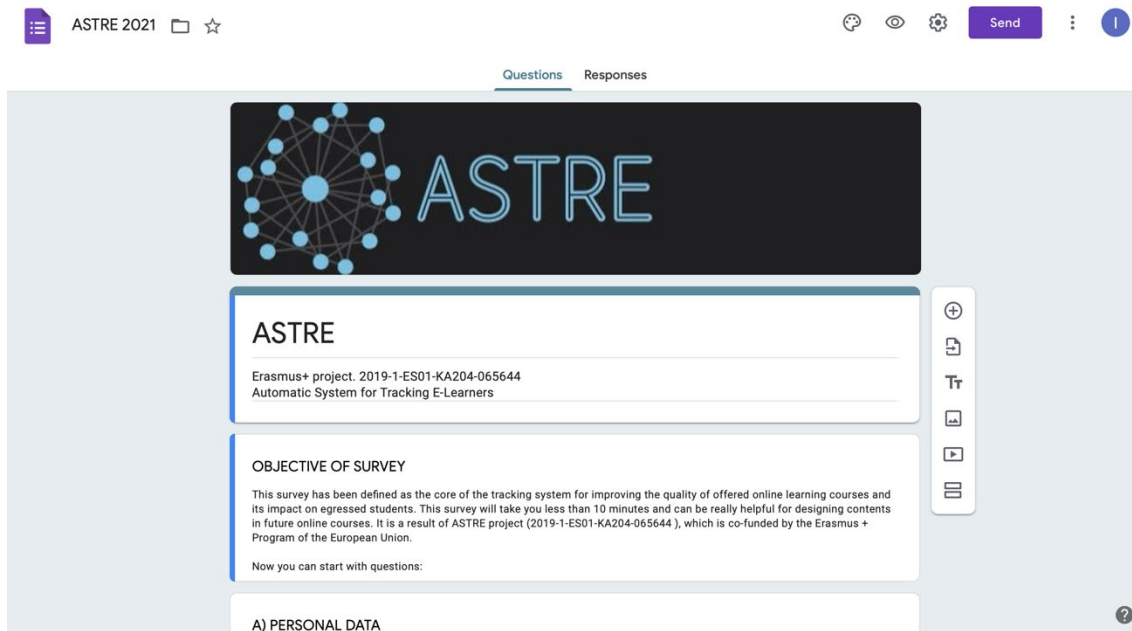 ASTRE 2021
Send
I
Questions
Responses
ASTRE
ASTRE
Erasmus+ project. 2019-1-ES01-KA204-065644
Automatic System for Tracking E-Learners
Tт
OBJECTIVE OF SURVEY
This survey has been defined as the core of the tracking system for improving the quality of offered online learning courses and
its impact on egressed students. This survey will take you less than 10 minutes and can be really helpful for designing contents
in future online courses. It is a result of ASTRE project (2019-1-ES01-KA204-065644 ), which is co-funded by the Erasmus +
Program of the European Union.
Now you can start with questions:
A) PERSONAL DATA
?